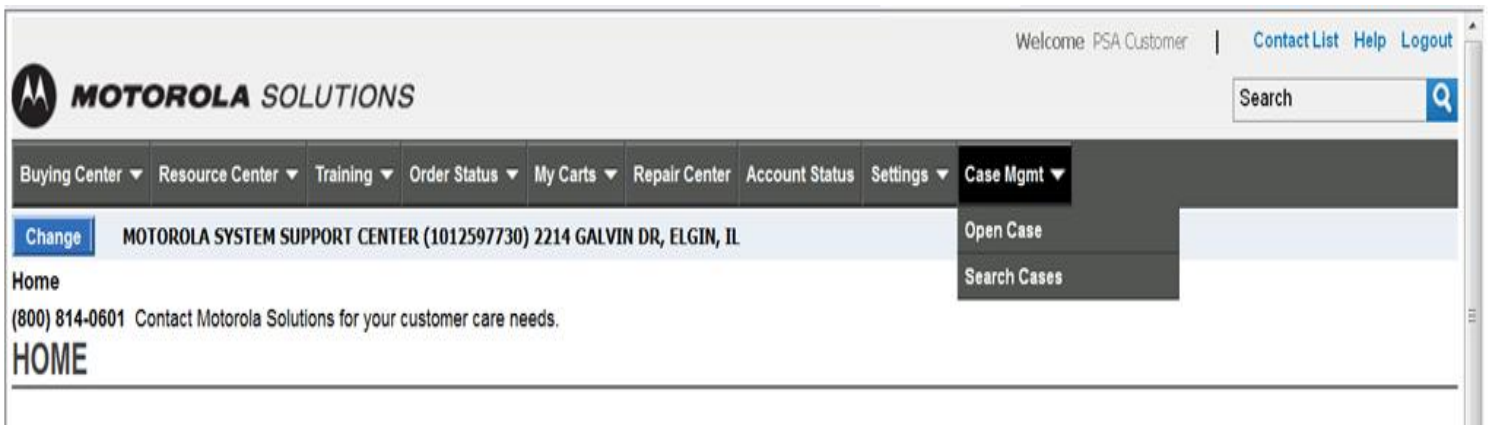 Welcome PSA Customer | Contact List Help Logout
MOTOROLA SOLUTIONS
Search
Buying Center Resource Center Training Order Status My Carts Repair Center Account Status Settings Case Mgmt
Change MOTOROLA SYSTEM SUPPORT CENTER (1012597730) 2214 GALVIN DR, ELGIN, IL
Open Case
Home
Search Cases
(800) 814-0601 Contact Motorola Solutions for your customer care needs.
HOME